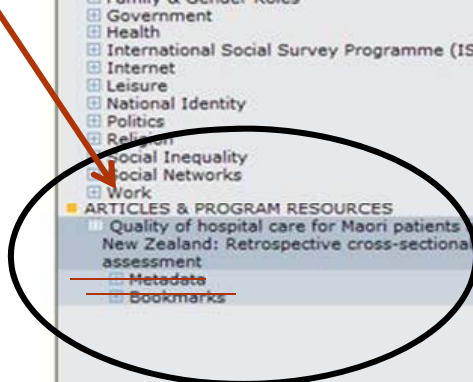 Family & Gender Roles
Government
Health
International Social Survey Programme (IS
Internet
Leisure
National Identity
Politics
Religion
Social Inequality
Social Networks
Work
ARTICLES & PROGRAM RESOURCES
Quality of hospital care for Maori patients
New Zealand: Retrospective cross-sectional
assessment
Metadata
Bookmarks